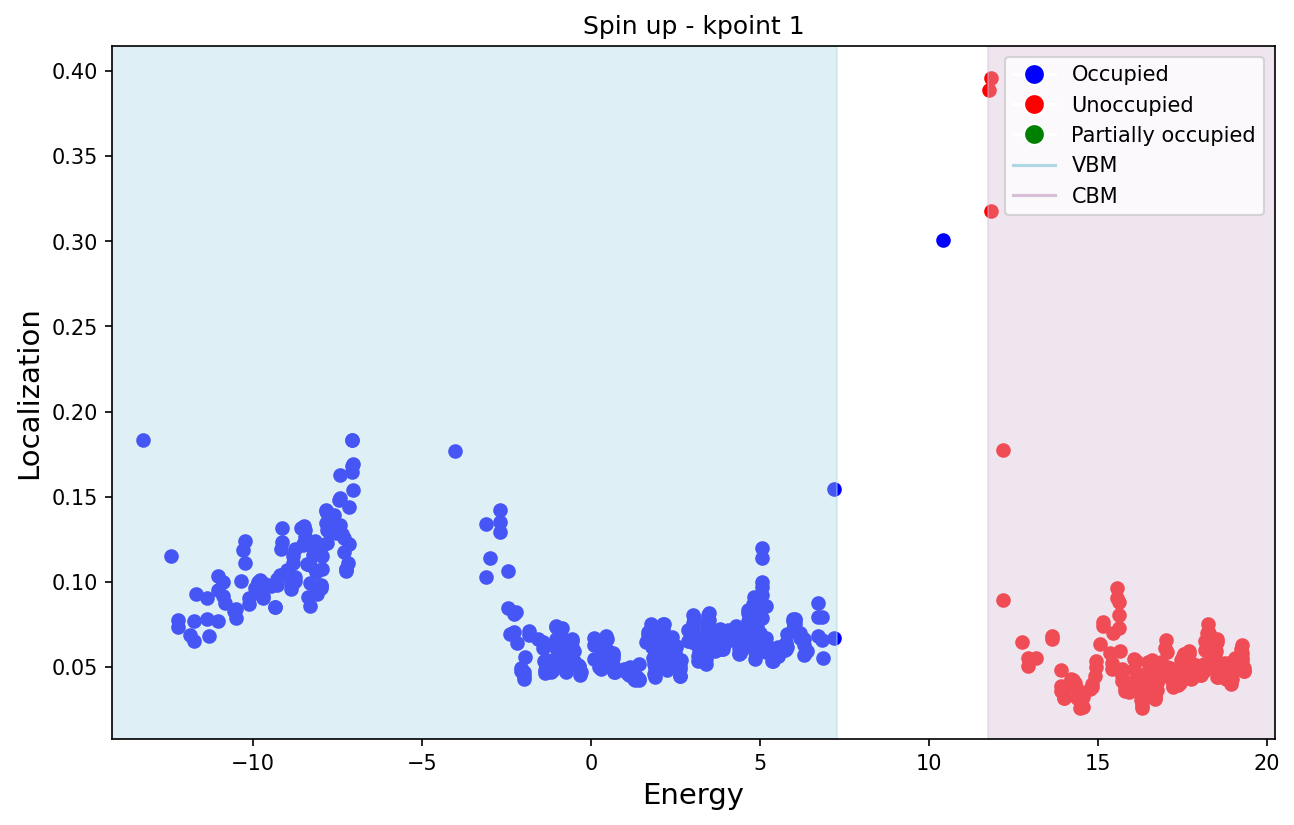 Spin up - kpoint 1
Localization
0.40
0.35
0.30
0.25
0.20
0.15
0.10
0.05
Occupied
Unoccupied
Partially occupied
VBM
CBM
−10
−5
0
5
10
15
20
Energy